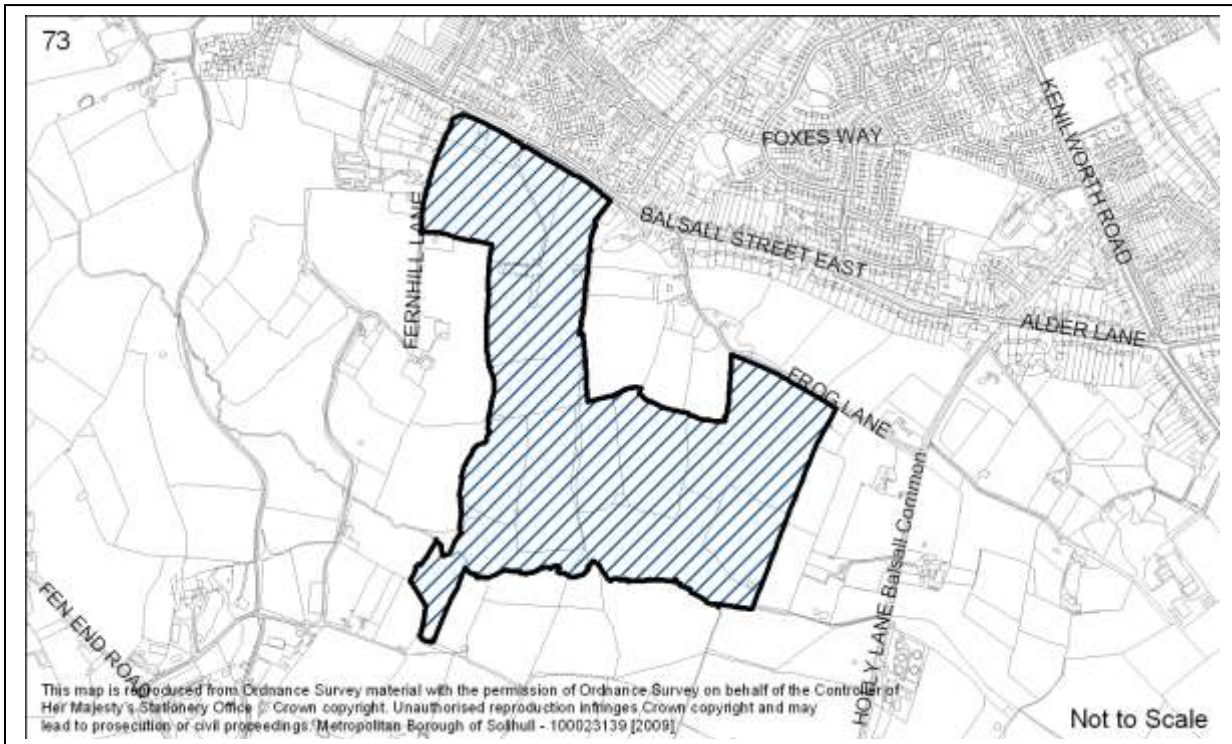 73
FOXES WAY
KENILWORTH ROAD
BALSALL STREET EAST
FERNHILL LANE
ALDER LANE
FROG LANE
HOLLY LANE Balsall Common
FEN END ROAD
This map is reproduced from Ordnance Survey material with the permission of Ordnance Survey on behalf of the Controller of
Her Majesty's Stationery Office © Crown copyright. Unauthorised reproduction infringes Crown copyright and may
lead to prosecution or civil proceedings. Metropolitan Borough of Solihull - 100023139 [2009]
Not to Scale